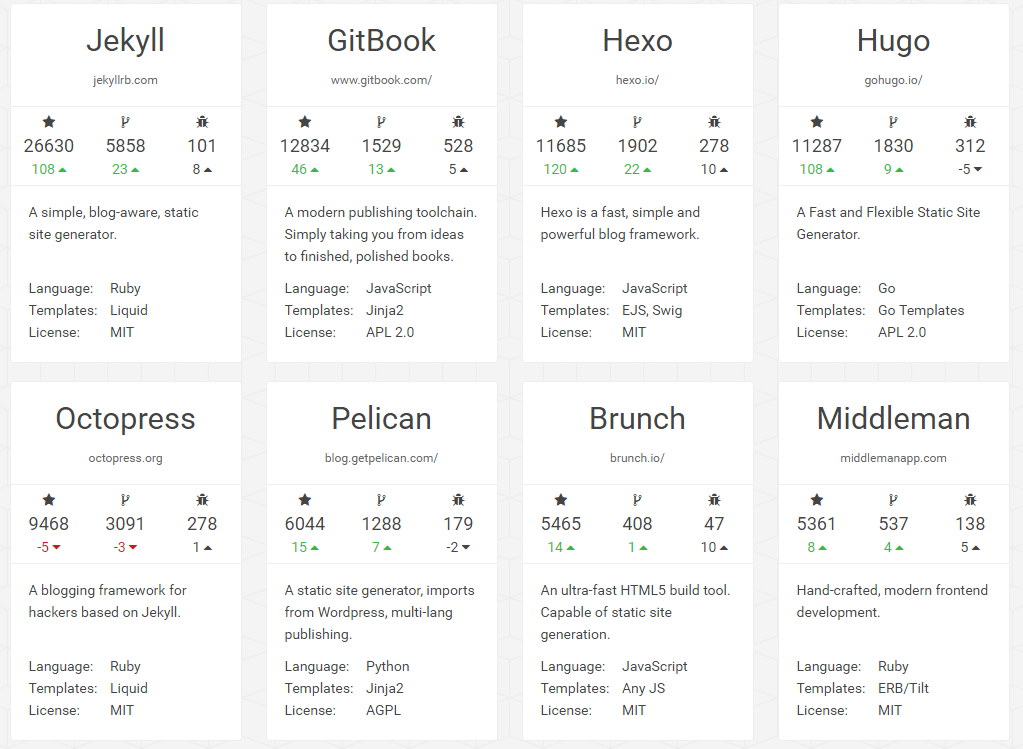 Jekyll
jekyllrb.com
26630 5858 101
108 23 8
A simple, blog-aware, static
site generator.
Language: Ruby
Templates: Liquid
License: MIT
GitBook
www.gitbook.com/
12834 1529 528
46 13 5
A modern publishing toolchain.
Simply taking you from ideas
to finished, polished books.
Language: JavaScript
Templates: Jinja2
License: APL 2.0
Hexo
hexo.io/
11685 1902 278
120 22 10
Hexo is a fast, simple and
powerful blog framework.
Language: JavaScript
Templates: EJS, Swig
License: MIT
Hugo
gohugo.io/
11287 1830 312
108 9 -5
A Fast and Flexible Static Site
Generator.
Language: Go
Templates: Go Templates
License: APL 2.0
Octopress
octopress.org
9468 3091 278
-5 -3 1
A blogging framework for
hackers based on Jekyll.
Language: Ruby
Templates: Liquid
License: MIT
Pelican
blog.getpelican.com/
6044 1288 179
15 7 -2
A static site generator, imports
from Wordpress, multi-lang
publishing.
Language: Python
Templates: Jinja2
License: AGPL
Brunch
brunch.io/
5465 408 47
14 1 10
An ultra-fast HTML5 build tool.
Capable of static site
generation.
Language: JavaScript
Templates: Any JS
License: MIT
Middleman
middlemanapp.com
5361 537 138
8 4 5
Hand-crafted, modern frontend
development.
Language: Ruby
Templates: ERB/Tilt
License: MIT